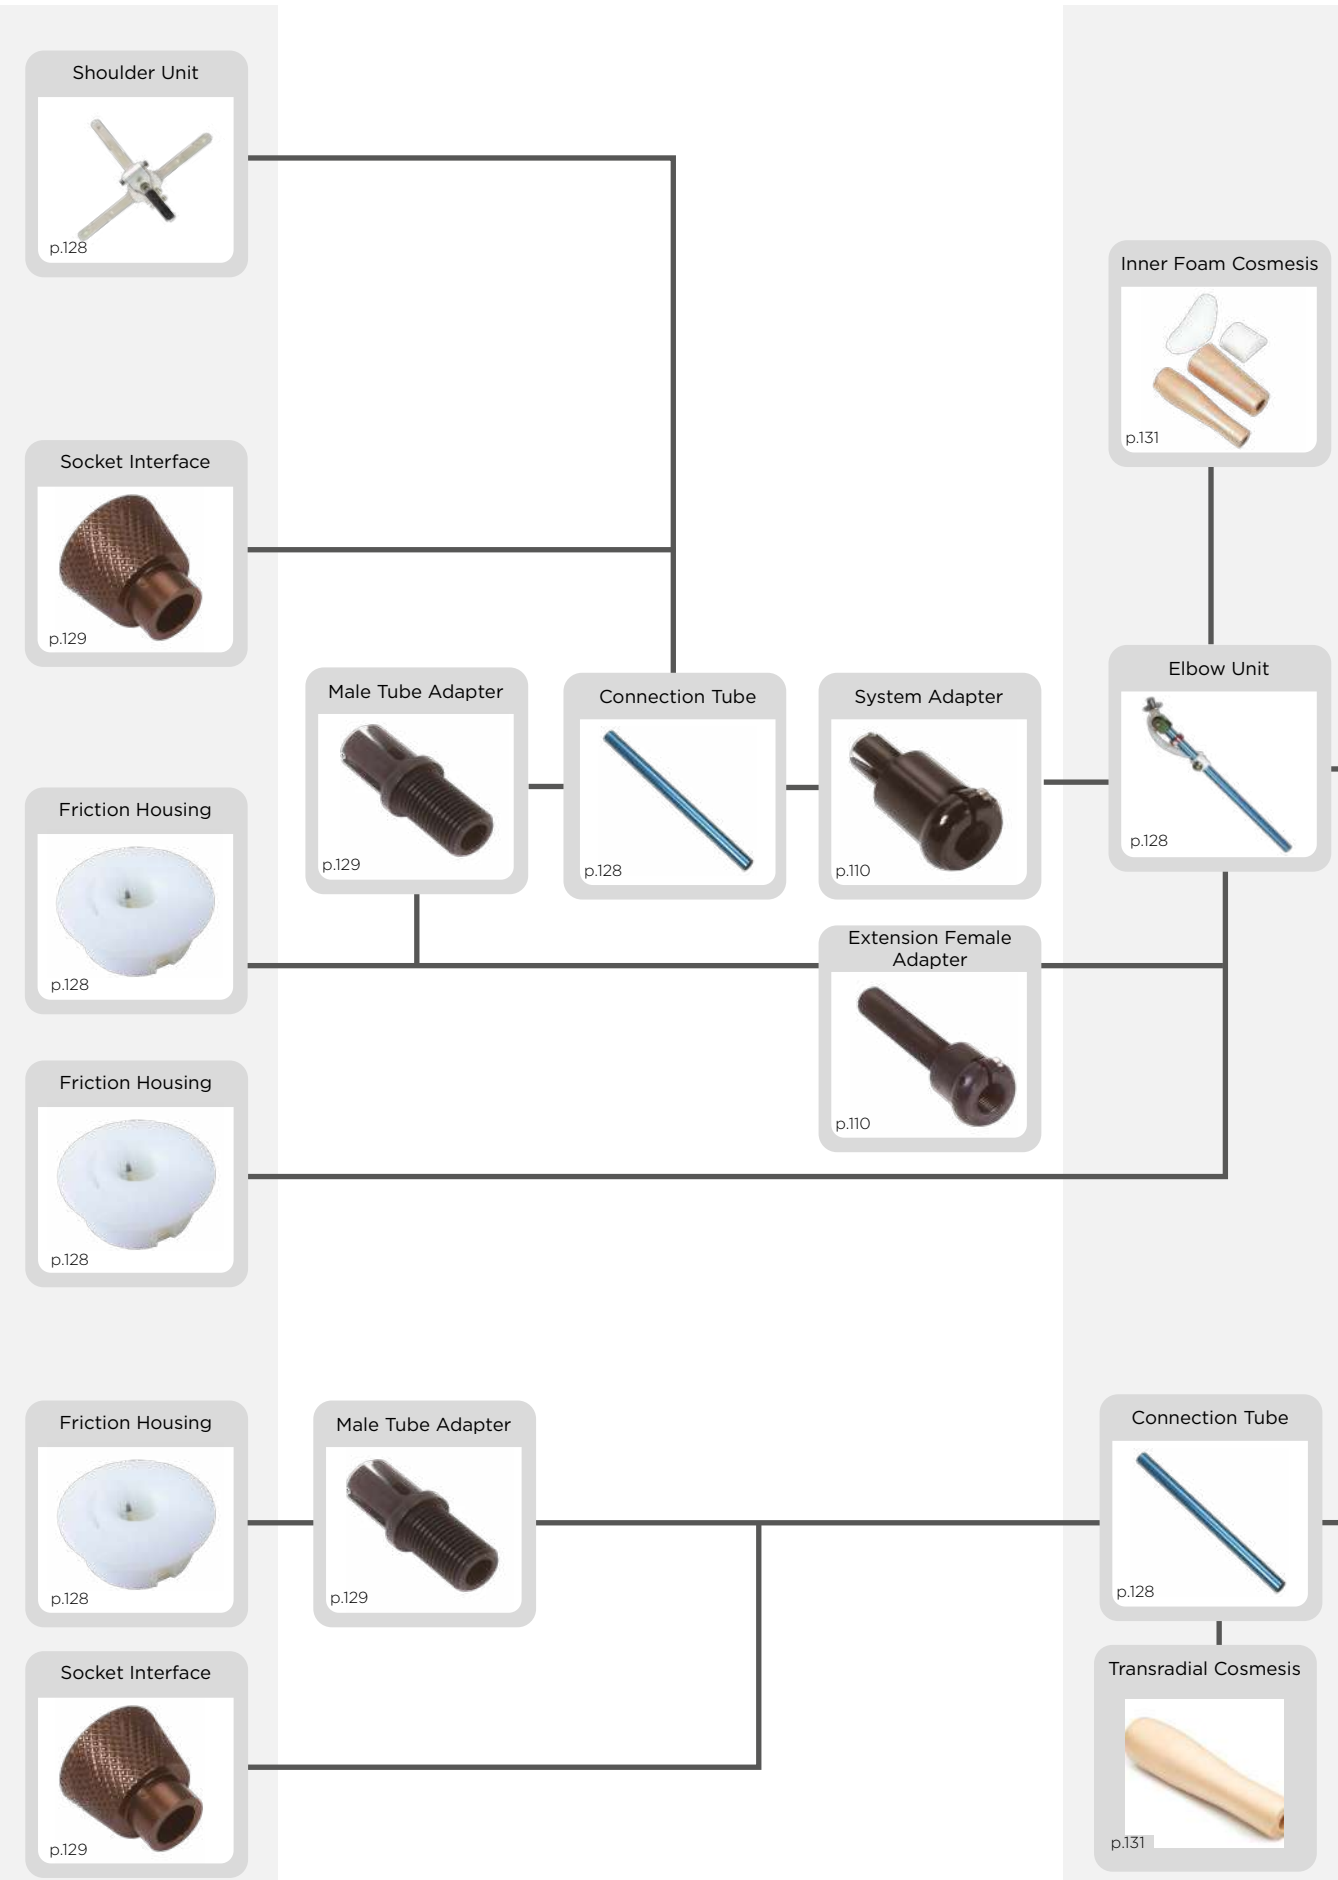 Shoulder Unit
p.128
Inner Foam Cosmesis
p.131
Socket Interface
p.129
Male Tube Adapter
p.129
Connection Tube
p.128
System Adapter
p.110
Elbow Unit
p.128
Friction Housing
p.128
Extension Female
Adapter
p.110
Friction Housing
p.128
Friction Housing
p.128
Male Tube Adapter
p.129
Connection Tube
p.128
Socket Interface
p.129
Transradial Cosmesis
p.131